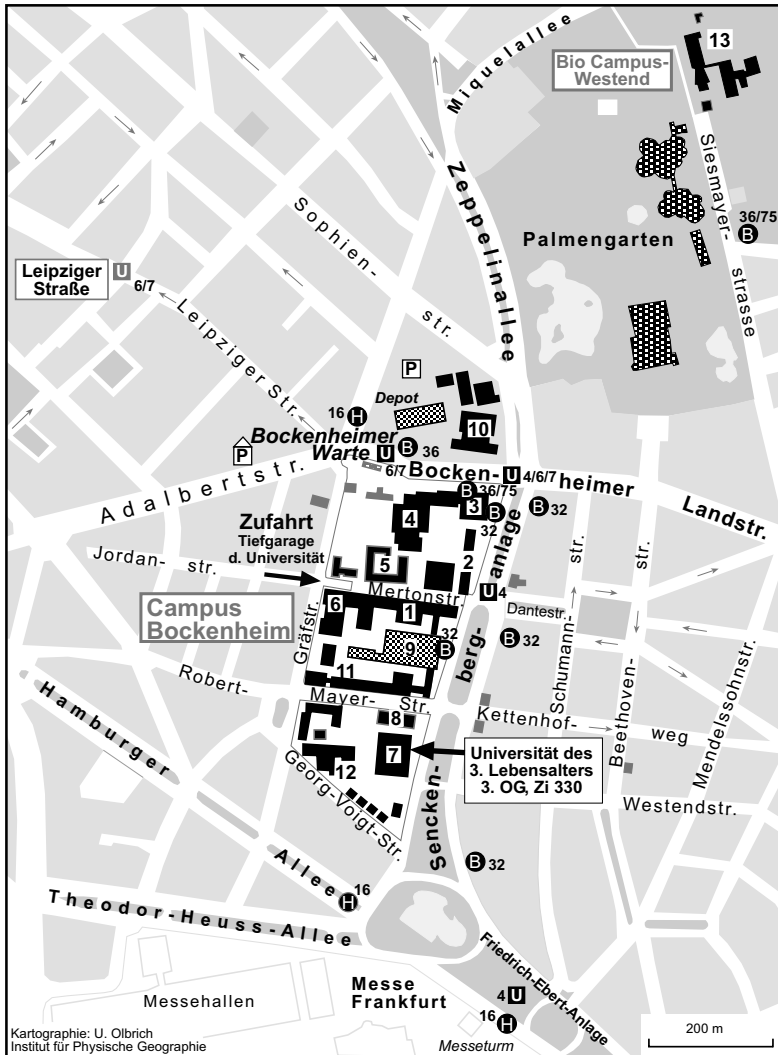 Miquelallee
13
Bio Campus-
Westend
Siesmayer-
strasse
36/75
B
Palmengarten
Zeppelinallee
Sophien-
str.
Leipziger
Straße
U
6/7
Leipziger Str.
P
Depot
16
H
10
Bockenheimer
Warte
U
B
36
6/7
P
Adalbertstr.
Bocken-
U
4/6/7
heimer
Landstr.
B
36/75
3
B
32
B
32
4
anlage
Zufahrt
Tiefgarage
d. Universität
5
2
Jordan-
str.
Mertonstr.
U
4
Dantestr.
Campus
Bockenheim
6
1
Gräfstr.
32
B
9
B
32
berg-
Schumann-
str.
Beethoven-
str.
Mendelssohnstr.
11
Robert-
Mayer-
Str.
8
Kettenhof-
weg
Hamburger
Allee
7
12
Universität des
3. Lebensalters
3. OG, Zi 330
Georg-Voigt-Str.
Westendstr.
Sencken-
B
32
16
H
Theodor-Heuss-Allee
Friedrich-Ebert-Anlage
Messe
Frankfurt
4
U
Messehallen
16
H
Messeturm
200 m
Kartographie: U. Olbrich
Institut für Physische Geographie